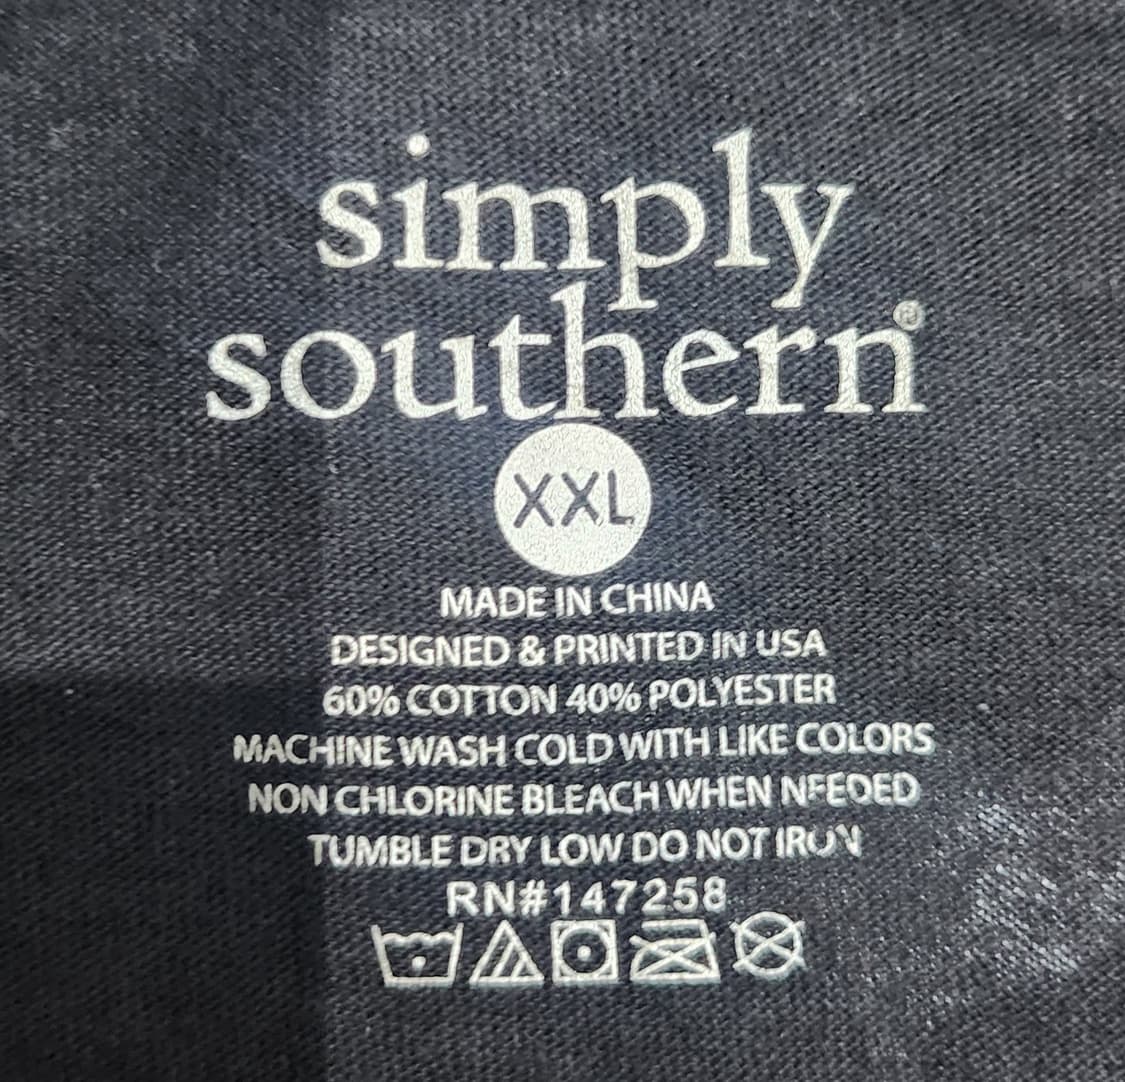 simply
southern®
XXL
MADE IN CHINA
DESIGNED & PRINTED IN USA
60% COTTON 40% POLYESTER
MACHINE WASH COLD WITH LIKE COLORS
NON CHLORINE BLEACH WHEN NEEDED
TUMBLE DRY LOW DO NOT IRON
RN#147258